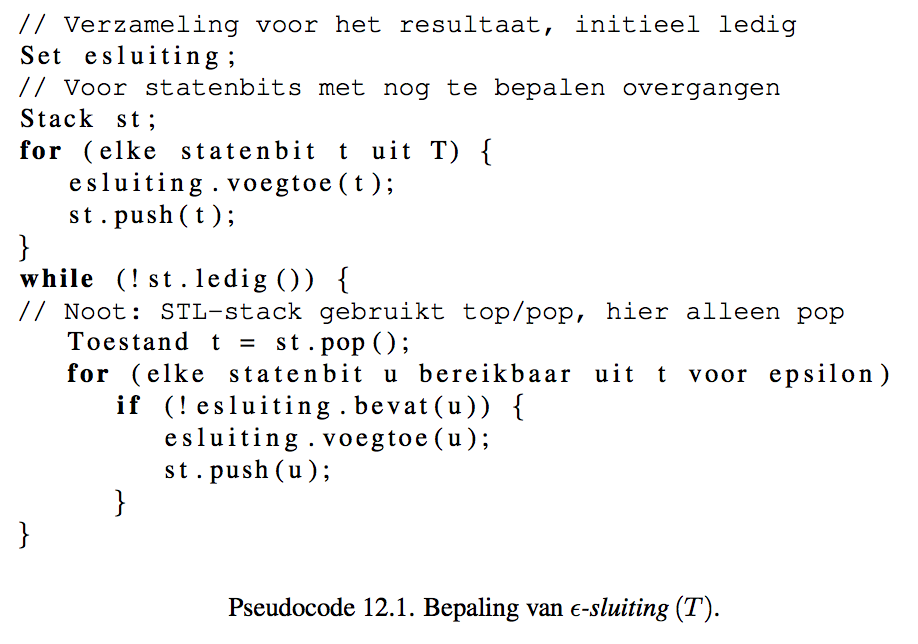 // Verzameling voor het resultaat, initieel ledig
Set esluiting;
// Voor statenbits met nog te bepalen overgangen
Stack st;
for (elke statenbit t uit T) {
    esluiting.voegtoe(t);
    st.push(t);
}
while (!st.ledig()) {
// Noot: STL-stack gebruikt top/pop, hier alleen pop
    Toestand t = st.pop();
    for (elke statenbit u bereikbaar uit t voor epsilon)
        if (!esluiting.bevat(u)) {
            esluiting.voegtoe(u);
            st.push(u);
        }
}
Pseudocode 12.1. Bepaling van ϵ-sluiting (T).